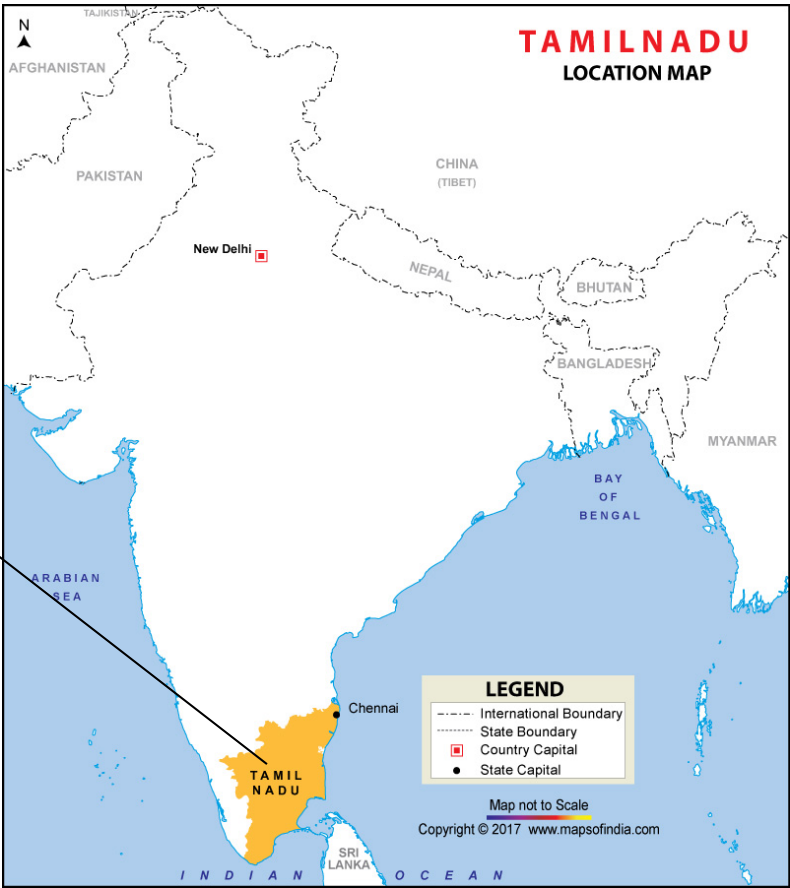 TAJIKISTAN
N
TAMILNADU
LOCATION MAP
AFGHANISTAN
PAKISTAN
CHINA
(TIBET)
New Delhi
NEPAL
BHUTAN
BANGLADESH
MYANMAR
BAY
OF
BENGAL
ARABIAN
SEA
Chennai
TAMIL
NADU
LEGEND
International Boundary
State Boundary
Country Capital
State Capital
Map not to Scale
Copyright © 2017 www.mapsofindia.com
SRI
LANKA
INDIAN OCEAN